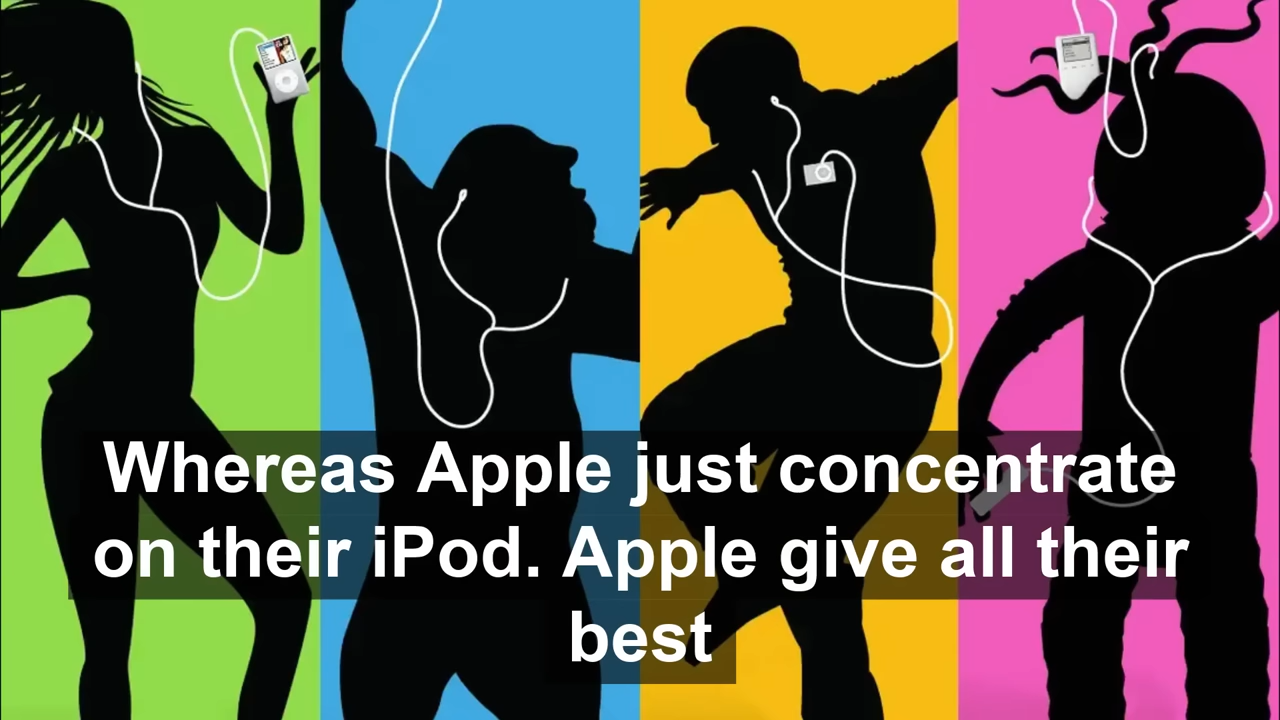 Whereas Apple just concentrate
on their iPod. Apple give all their
best